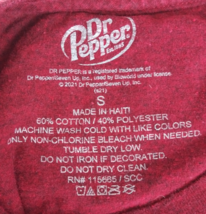 Dr
Pepper
DR PEPPER is a registered trademark of
Dr Pepper/Seven Up, Inc., used by under license.
© 2021 Dr Pepper/Seven Up, Inc.
(s21)
S
MADE IN HAITI
60% COTTON / 40% POLYESTER
MACHINE WASH COLD WITH LIKE COLORS
ONLY NON-CHLORINE BLEACH WHEN NEEDED
TUMBLE DRY LOW.
DO NOT IRON IF DECORATED.
DO NOT DRY CLEAN.
RN# 115665 / SCC